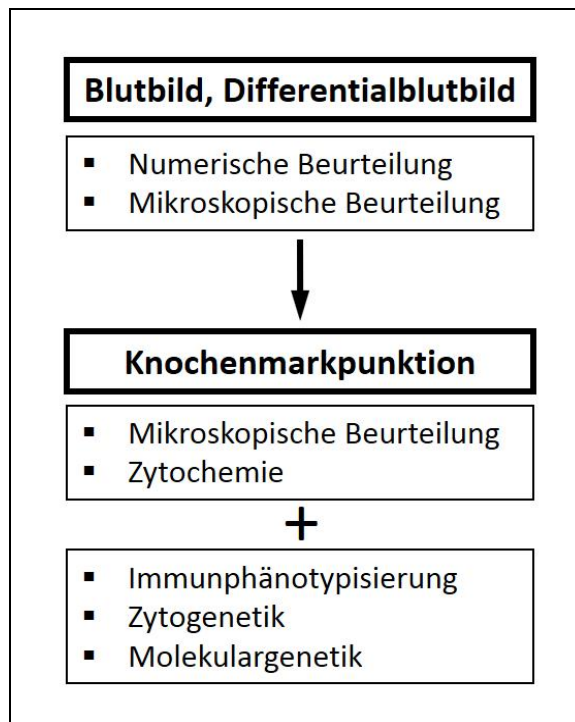 Blutbild, Differentialblutbild
▪ Numerische Beurteilung
▪ Mikroskopische Beurteilung
Knochenmarkpunktion
▪ Mikroskopische Beurteilung
▪ Zytochemie
+
▪ Immunphänotypisierung
▪ Zytogenetik
▪ Molekulargenetik